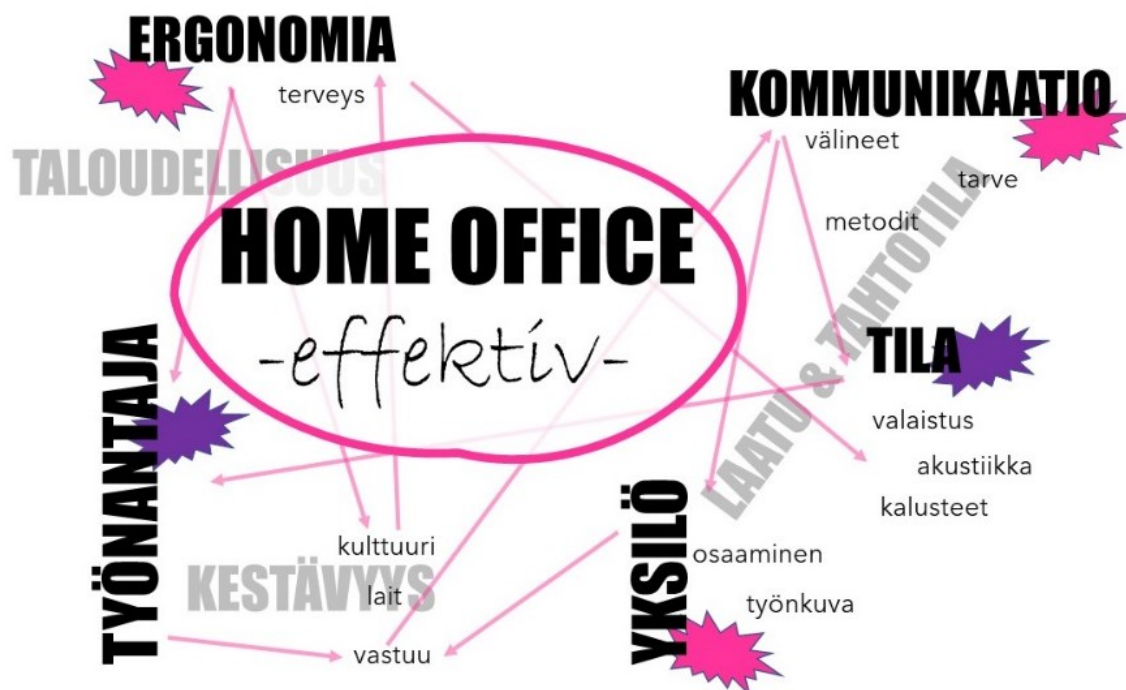 ERGONOMIA
terveys
KOMMUNIKAATIO
välineet
tarve
metodit
TALOUDELLISUUS
HOME OFFICE
-effektiv-
LAATU & TAHTOTILA
TILA
valaistus
akustiikka
kalusteet
TYÖNANTAJA
kulttuuri
lait
vastuu
KESTÄVYYS
YKSILÖ
osaaminen
työnkuva